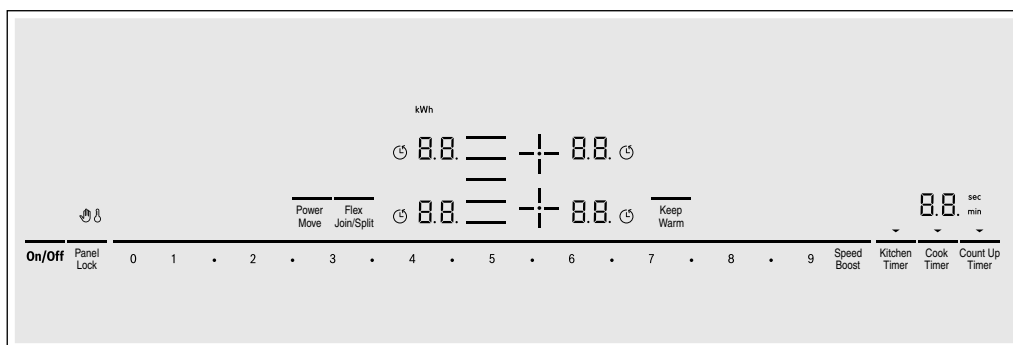 kWh
8.8. 8.8.
8.8. 8.8.
Power Move
Flex Join/Split
Keep Warm
8.8. sec min
On/Off
Panel Lock
0 1 • 2 • 3 • 4 • 5 • 6 • 7 • 8 • 9
Speed Boost
Kitchen Timer
Cook Timer
Count Up Timer